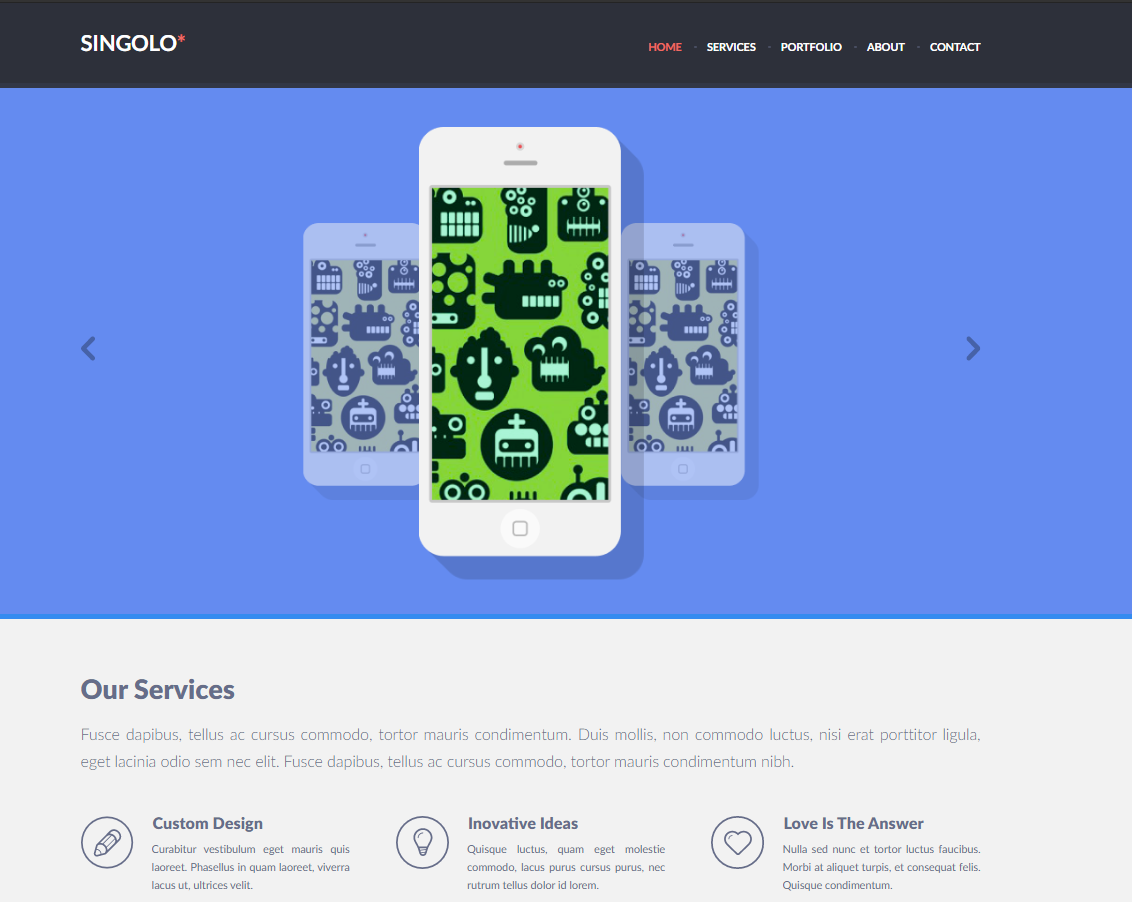 SINGOLO*
HOME · SERVICES · PORTFOLIO · ABOUT · CONTACT
Our Services
Fusce dapibus, tellus ac cursus commodo, tortor mauris condimentum. Duis mollis, non commodo luctus, nisi erat porttitor ligula,
eget lacinia odio sem nec elit. Fusce dapibus, tellus ac cursus commodo, tortor mauris condimentum nibh.
Custom Design
Curabitur vestibulum eget mauris quis
laoreet. Phasellus in quam laoreet, viverra
lacus ut, ultrices velit.
Inovative Ideas
Quisque luctus, quam eget molestie
commodo, lacus purus cursus purus, nec
rutrum tellus dolor id lorem.
Love Is The Answer
Nulla sed nunc et tortor luctus faucibus.
Morbi at aliquet turpis, et consequat felis.
Quisque condimentum.